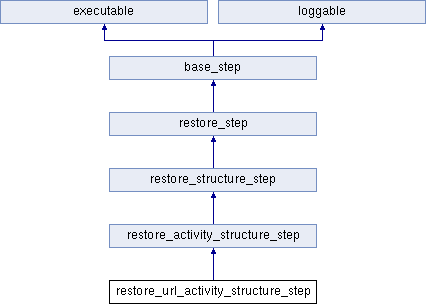 executable
loggable
base_step
restore_step
restore_structure_step
restore_activity_structure_step
restore_url_activity_structure_step